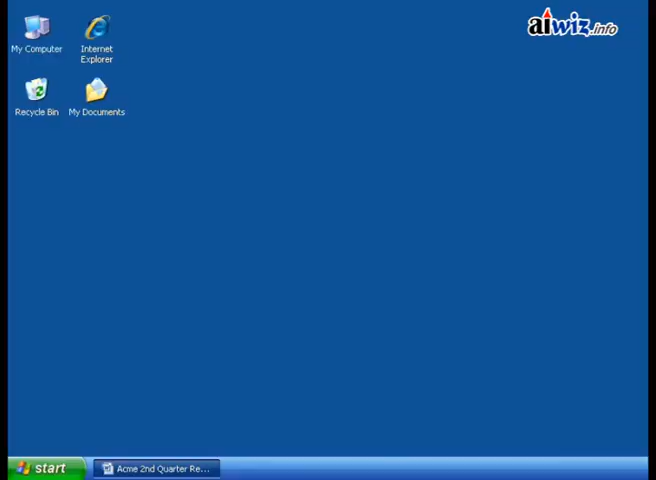 aiwiz.info
My Computer
Internet
Explorer
Recycle Bin
My Documents
start
Acme 2nd Quarter Re...